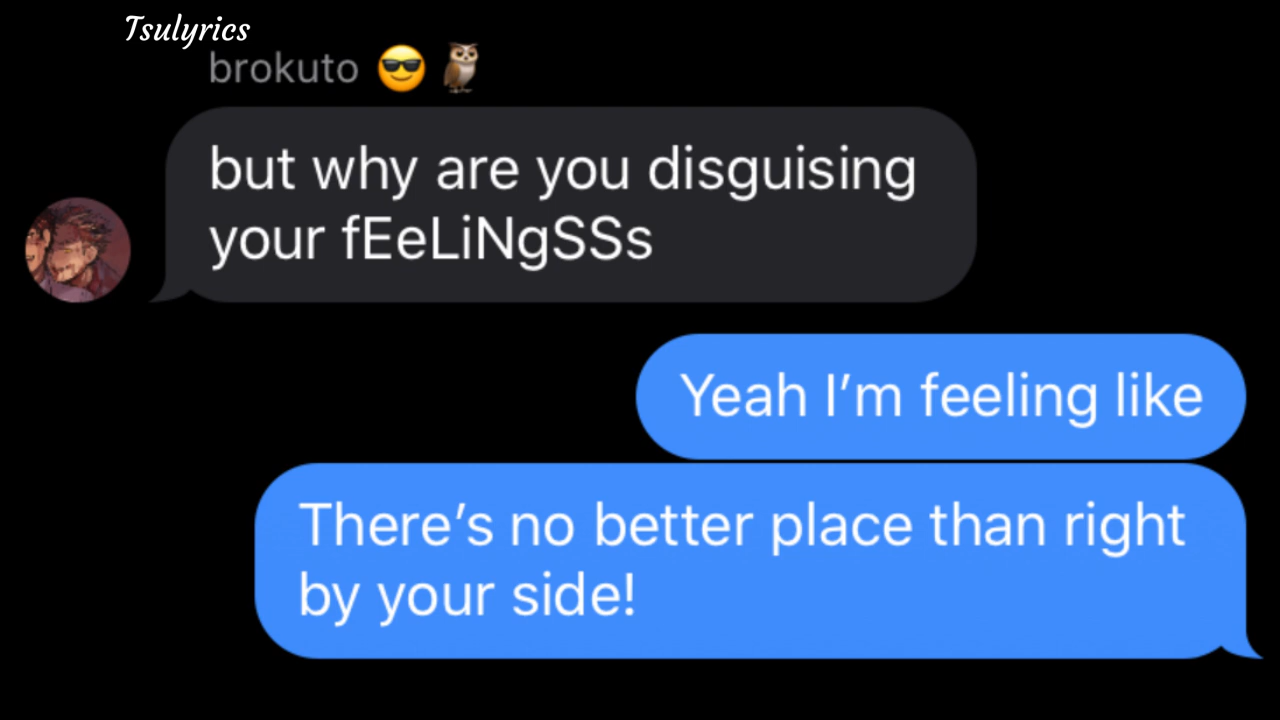 Tsulyrics
brokuto 😎 🦉
but why are you disguising
your fEeLiNgSSs
Yeah I’m feeling like
There’s no better place than right
by your side!